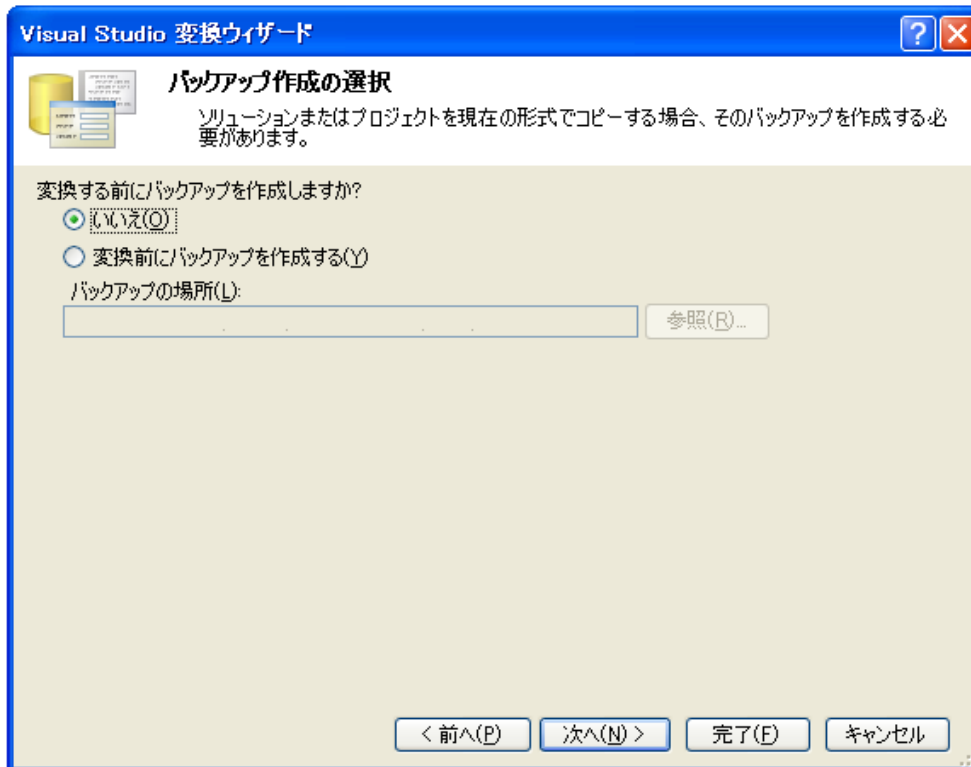 Visual Studio 変換ウィザード
バックアップ作成の選択
ソリューションまたはプロジェクトを現在の形式でコピーする場合、そのバックアップを作成する必
要があります。
変換する前にバックアップを作成しますか?
いいえ(O)
変換前にバックアップを作成する(Y)
バックアップの場所(L):
参照(R)...
< 前へ(P)
次へ(N) >
完了(F)
キャンセル